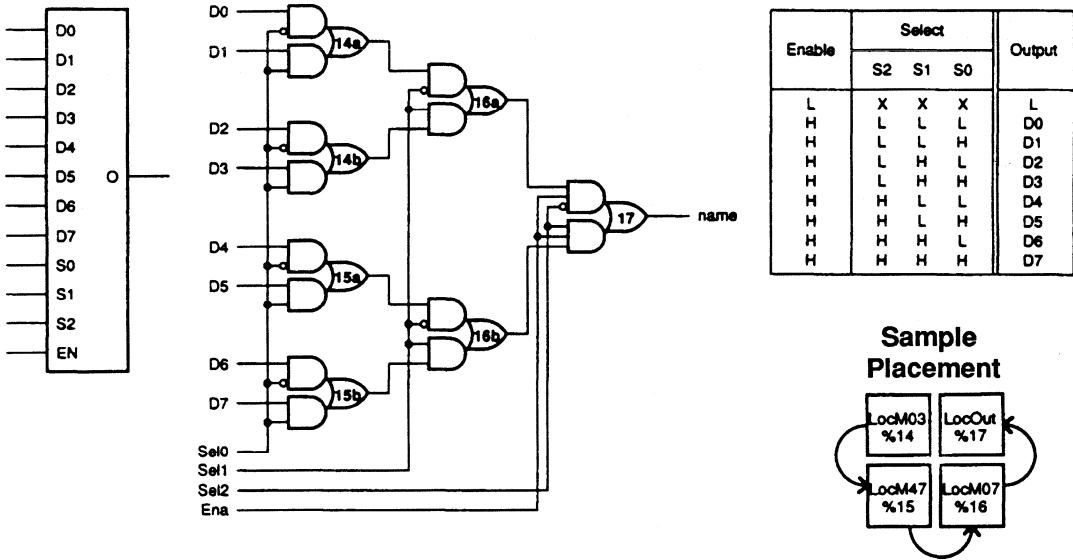 D0
D1
D2
D3
D4
D5 O
D6
D7
S0
S1
S2
EN
D0
14a
D1
16a
D2
14b
D3
17 name
D4
15a
D5
16b
D6
15b
D7
Sel0
Sel1
Sel2
Ena
Enable Select Output
S2 S1 S0
L X X X L
H L L L D0
H L L H D1
H L H L D2
H L H H D3
H H L L D4
H H L H D5
H H H L D6
H H H H D7
Sample
Placement
LocM03 LocOut
%14 %17
LocM47 LocM07
%15 %16